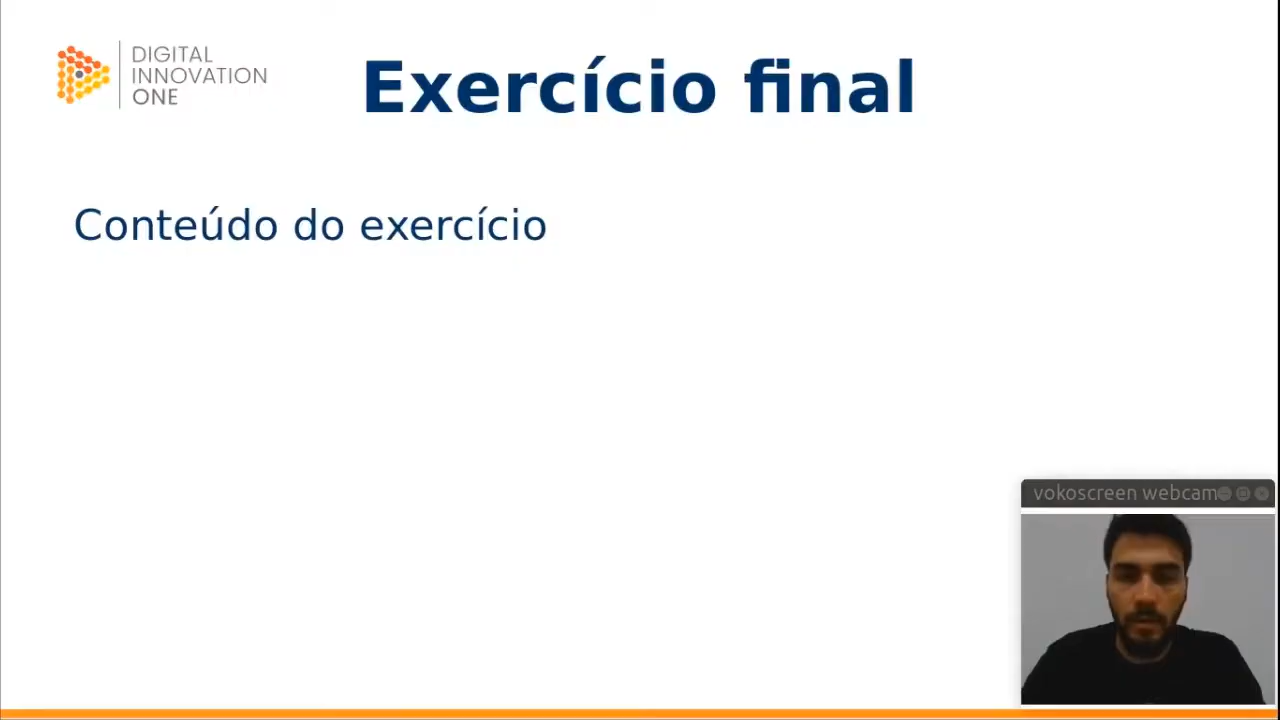 DIGITAL
INNOVATION
ONE
Exercício final
Conteúdo do exercício
vokoscreen webcam